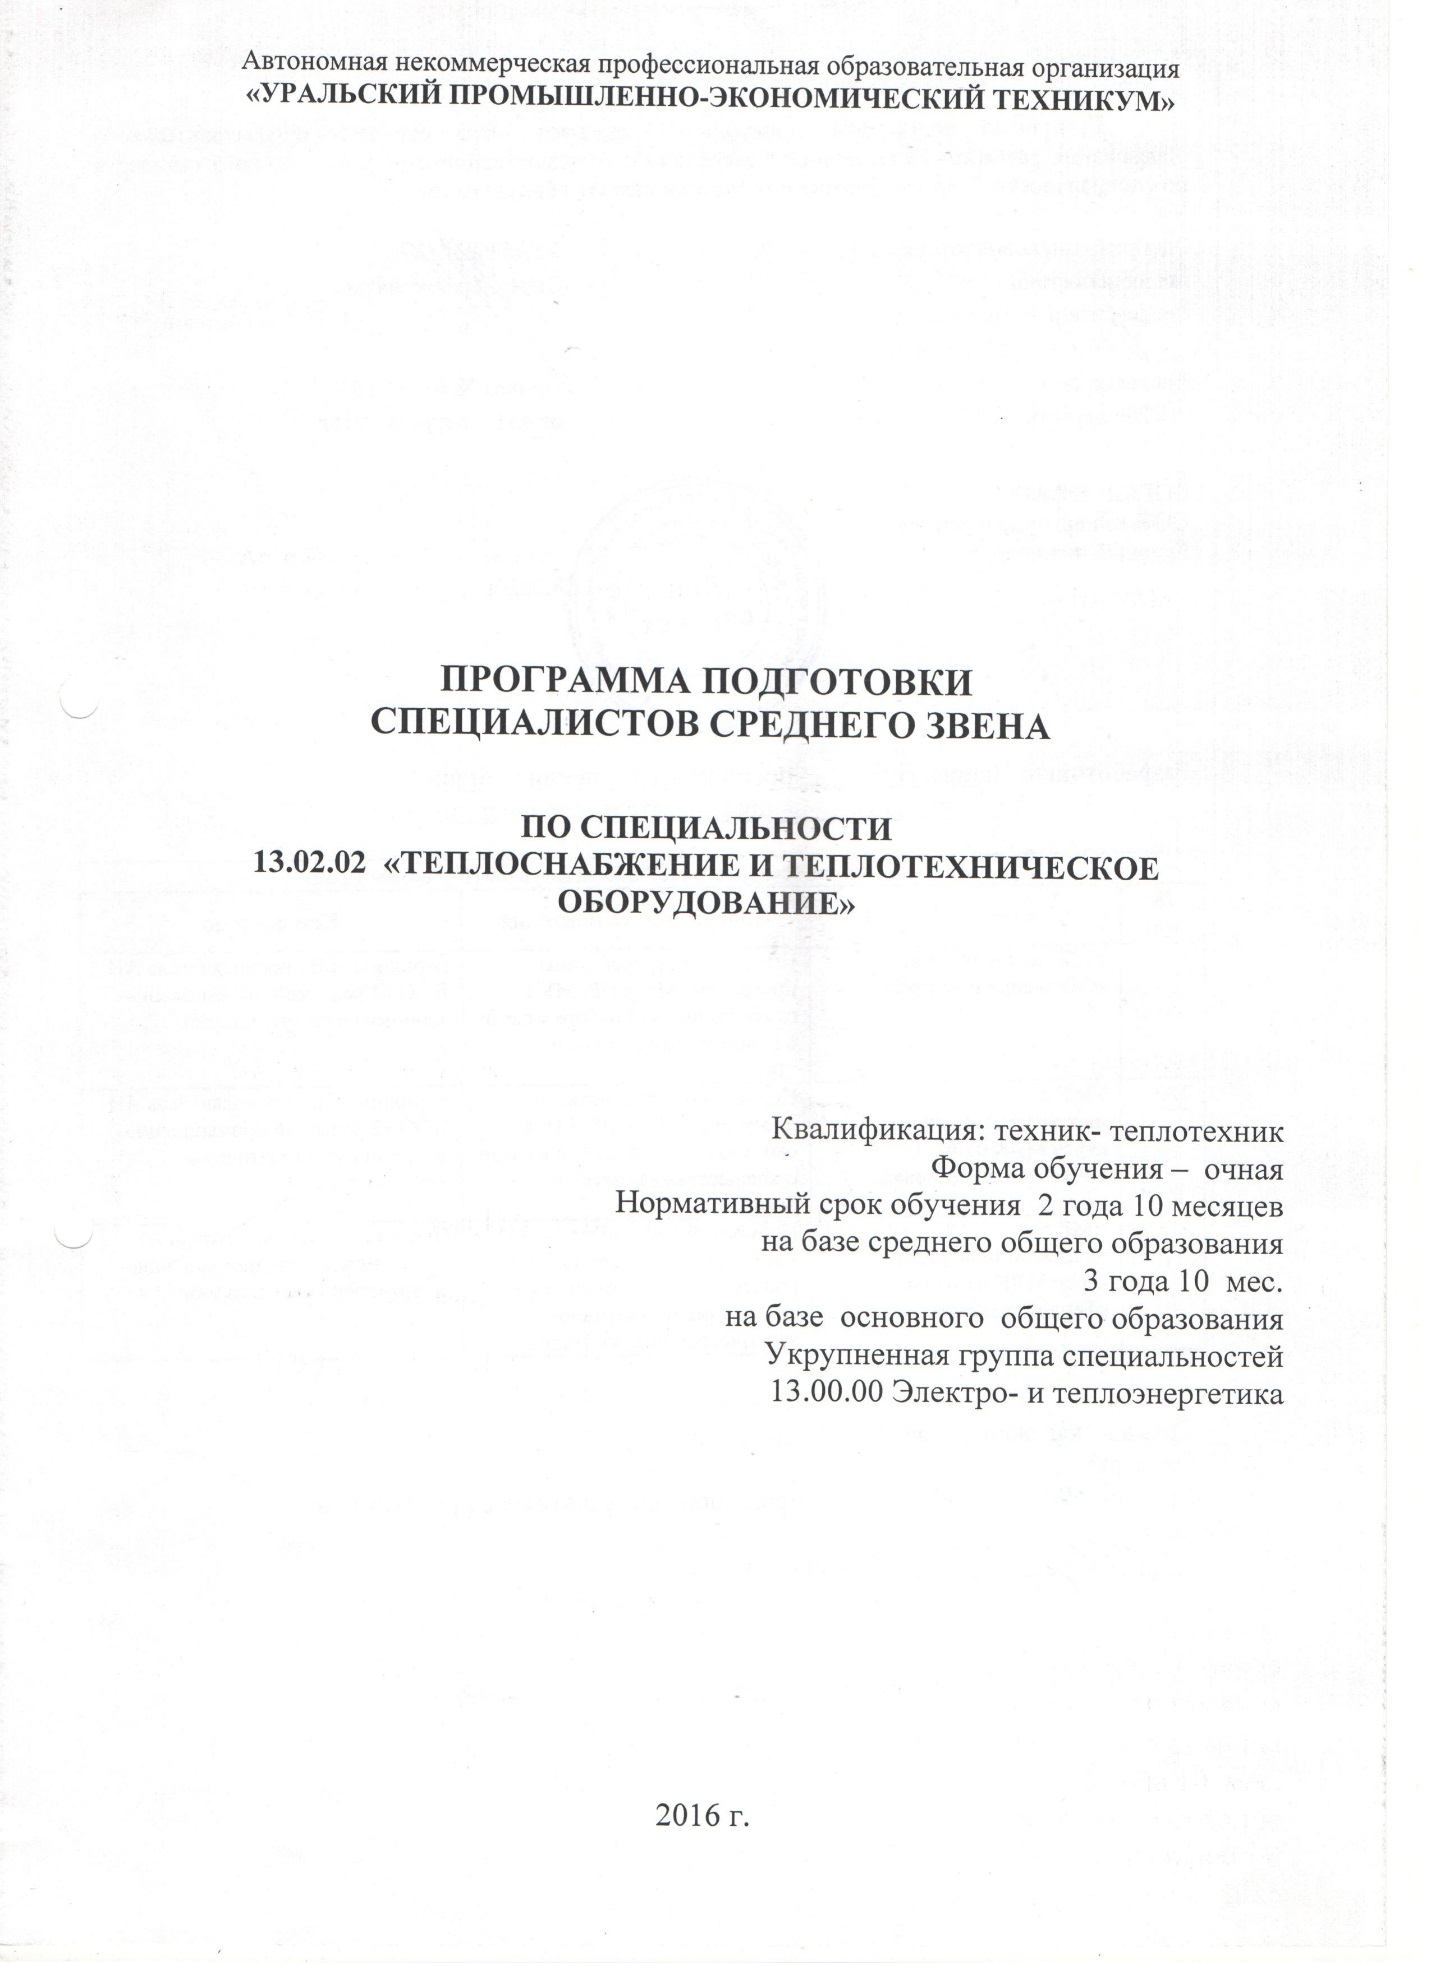 Автономная некоммерческая профессиональная образовательная организация
«УРАЛЬСКИЙ ПРОМЫШЛЕННО-ЭКОНОМИЧЕСКИЙ ТЕХНИКУМ»
ПРОГРАММА ПОДГОТОВКИ
СПЕЦИАЛИСТОВ СРЕДНЕГО ЗВЕНА
ПО СПЕЦИАЛЬНОСТИ
13.02.02 «ТЕПЛОСНАБЖЕНИЕ И ТЕПЛОТЕХНИЧЕСКОЕ
ОБОРУДОВАНИЕ»
Квалификация: техник- теплотехник
Форма обучения – очная
Нормативный срок обучения 2 года 10 месяцев
на базе среднего общего образования
3 года 10 мес.
на базе основного общего образования
Укрупненная группа специальностей
13.00.00 Электро- и теплоэнергетика
2016 г.